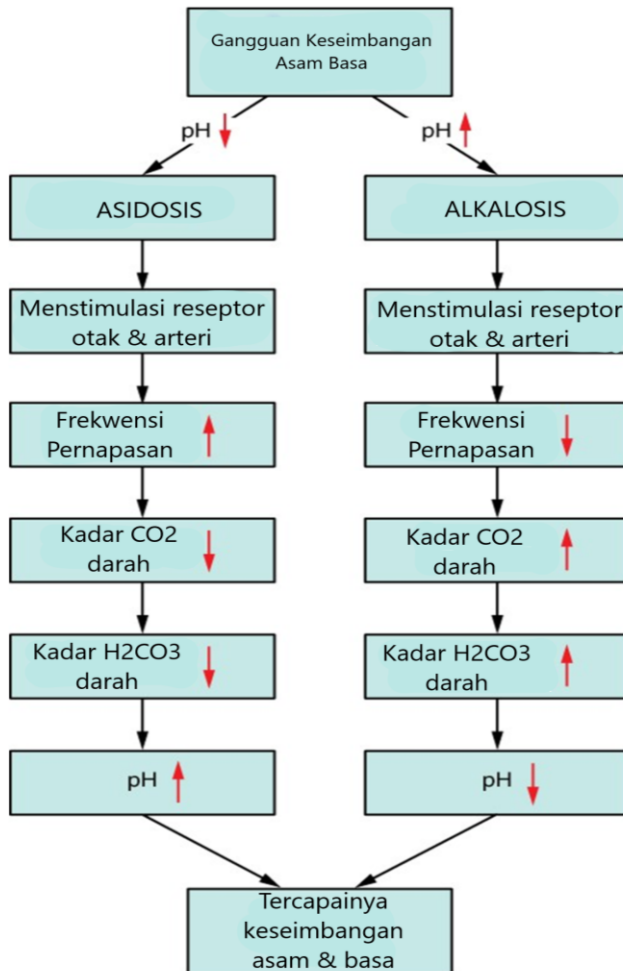 Gangguan Keseimbangan
Asam Basa
pH
pH
ASIDOSIS
ALKALOSIS
Menstimulasi reseptor
otak & arteri
Menstimulasi reseptor
otak & arteri
Frekwensi
Pernapasan
Frekwensi
Pernapasan
Kadar CO2
darah
Kadar CO2
darah
Kadar H2CO3
darah
Kadar H2CO3
darah
pH
pH
Tercapainya
keseimbangan
asam & basa